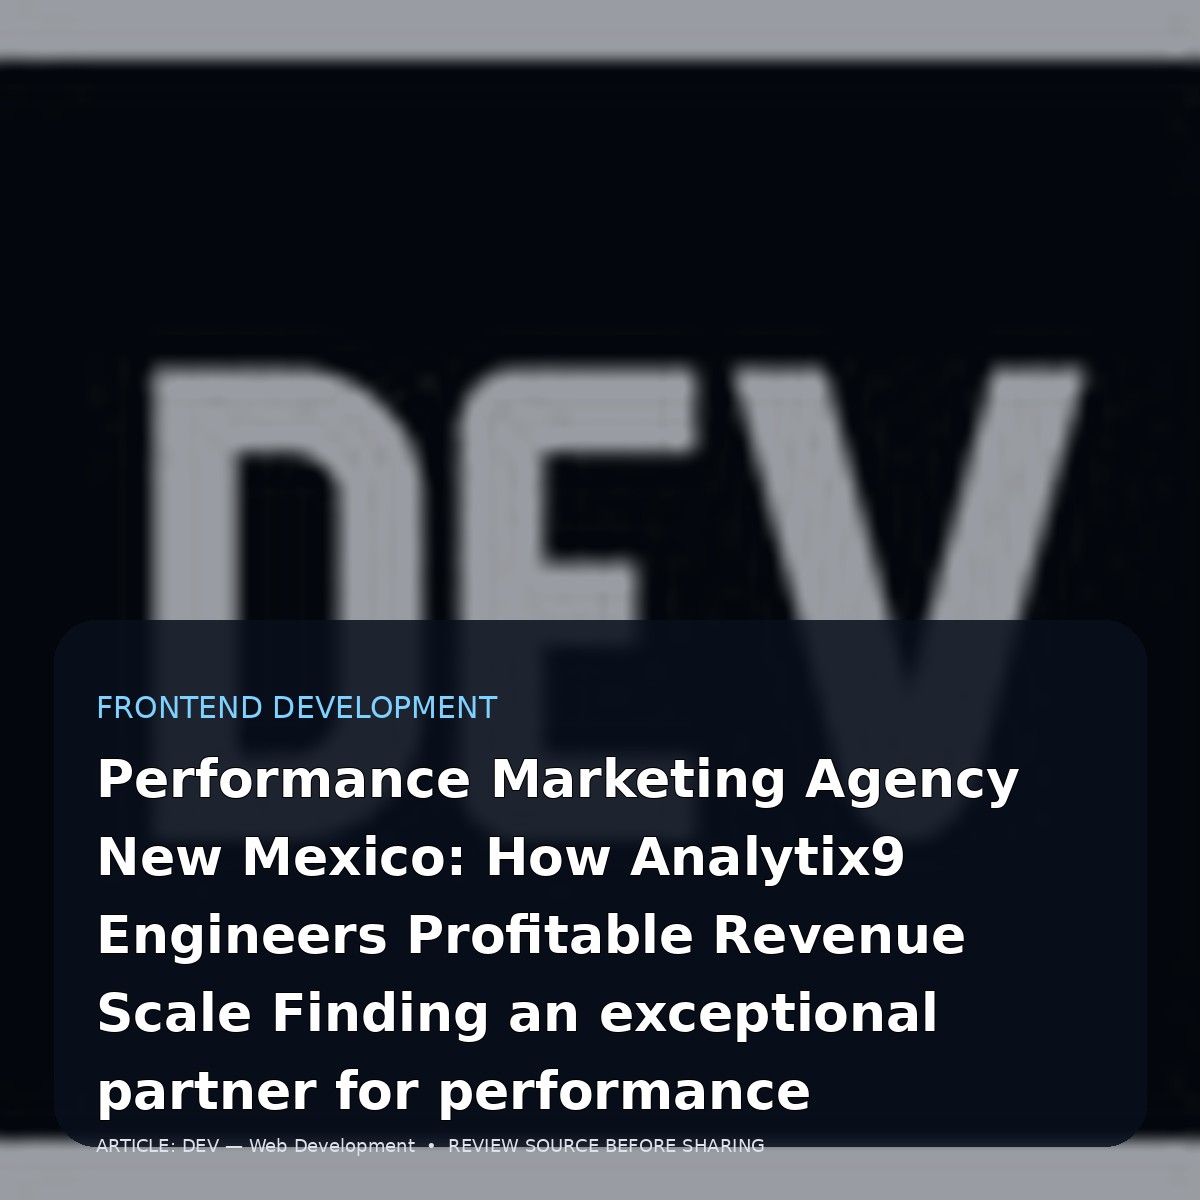 DEV
FRONTEND DEVELOPMENT
Performance Marketing Agency
New Mexico: How Analytix9
Engineers Profitable Revenue
Scale Finding an exceptional
partner for performance
ARTICLE: DEV — Web Development • REVIEW SOURCE BEFORE SHARING